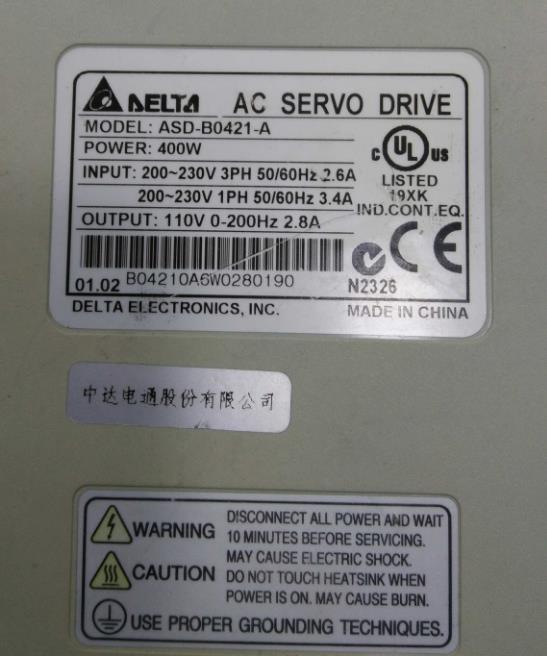 DELTA AC SERVO DRIVE
MODEL: ASD-B0421-A
POWER: 400W
INPUT: 200~230V 3PH 50/60Hz 2.6A
200~230V 1PH 50/60Hz 3.4A
OUTPUT: 110V 0-200Hz 2.8A
C UL US
LISTED
19XK
IND.CONT.EQ.
CE
01.02 B04210A6W0280190
N2326
DELTA ELECTRONICS, INC. MADE IN CHINA
中达电通股份有限公司
WARNING DISCONNECT ALL POWER AND WAIT
10 MINUTES BEFORE SERVICING.
MAY CAUSE ELECTRIC SHOCK.
CAUTION DO NOT TOUCH HEATSINK WHEN
POWER IS ON. MAY CAUSE BURN.
USE PROPER GROUNDING TECHNIQUES.